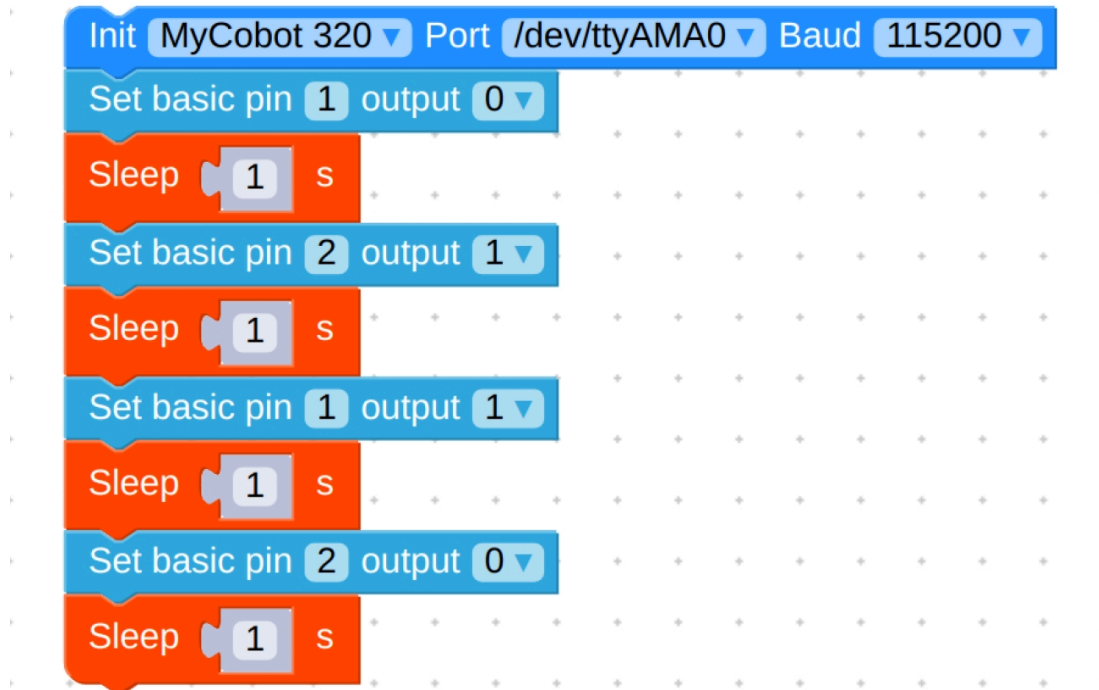 Init MyCobot 320 ▼ Port /dev/ttyAMA0 ▼ Baud 115200 ▼
Set basic pin 1 output 0 ▼
Sleep 1 s
Set basic pin 2 output 1 ▼
Sleep 1 s
Set basic pin 1 output 1 ▼
Sleep 1 s
Set basic pin 2 output 0 ▼
Sleep 1 s